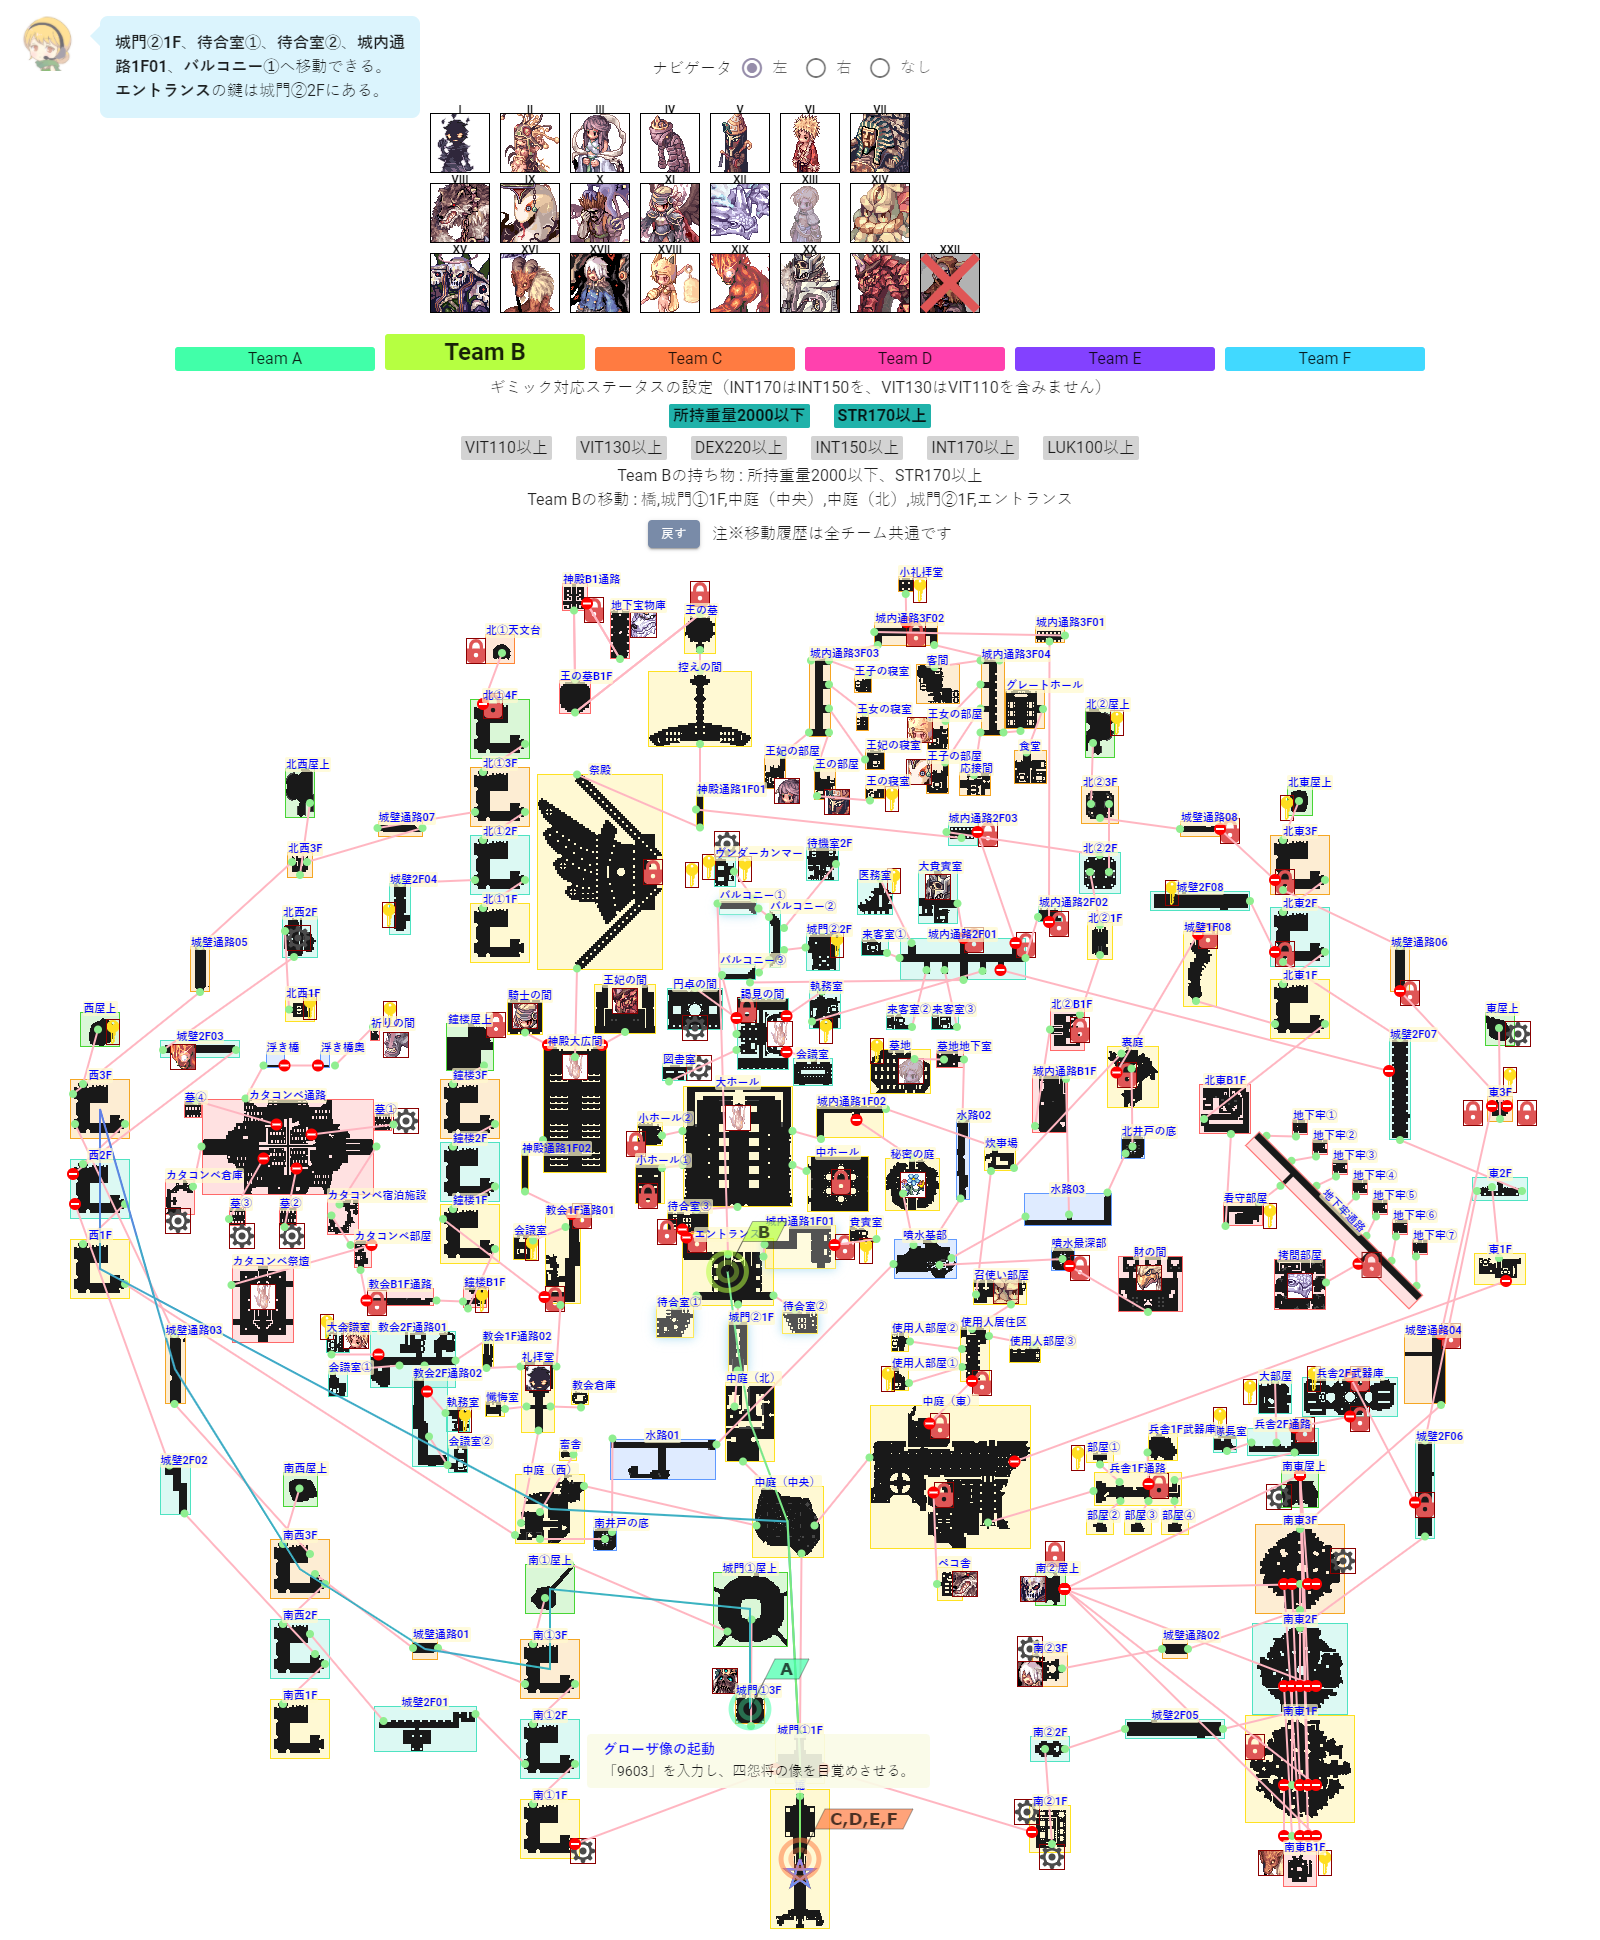 城門②1F、待合室①、待合室②、城内通
路1F01、バルコニー①へ移動できる。
エントランスの鍵は城門②2Fにある。
ナビゲータ 左 右 なし
I II III IV V VI VII
VIII IX X XI XII XIII XIV
XV XVI XVII XVIII XIX XX XXI XXII
Team A Team B Team C Team D Team E Team F
ギミック対応ステータスの設定（INT170はINT150を、VIT130はVIT110を含みません）
所持重量2000以下 STR170以上
VIT110以上 VIT130以上 DEX220以上 INT150以上 INT170以上 LUK100以上
Team Bの持ち物 : 所持重量2000以下、STR170以上
Team Bの移動 : 橋,城門①1F,中庭（中央）,中庭（北）,城門②1F,エントランス
戻す 注※移動履歴は全チーム共通です
小礼拝堂
神殿B1通路
地下宝物庫
王の墓
城内通路3F02
城内通路3F01
北①天文台
城内通路3F03
客間
城内通路3F04
控えの間
王の墓B1F
王子の寝室
グレートホール
北①4F
王女の寝室
王女の部屋
北②屋上
王妃の部屋
王妃の寝室
王子の部屋
食堂
北西屋上
北①3F
祭殿
王の部屋
応接間
王の寝室
北②3F
北東屋上
神殿通路1F01
城壁通路07
城内通路2F03
城壁通路08
北①2F
北西3F
ウンダーカンマー
待機室2F
北②2F
北東3F
城壁2F04
医務室
大貴賓室
城壁2F08
北①1F
バルコニー①
バルコニー②
城内通路2F02
北東2F
北西2F
北②1F
城壁1F08
城壁通路05
城門②2F
来客室①
城内通路2F01
城壁通路06
バルコニー③
北西1F
王妃の間
円卓の間
執務室
北東1F
西屋上
騎士の間
謁見の間
来客室②
来客室③
北②B1F
東屋上
祈りの間
鐘楼屋上
城壁2F03
浮き橋
浮き橋奥
神殿大広間
図書室
会議室
墓地
墓地地下室
裏庭
城壁2F07
西3F
鐘楼3F
大ホール
城内通路B1F
北東B1F
カタコンベ通路
墓④
墓①
東3F
小ホール②
城内通路1F02
水路02
地下牢①
西2F
鐘楼2F
神殿通路1F02
炊事場
北井戸の底
地下牢②
小ホール①
中ホール
秘密の庭
地下牢③
カタコンベ倉庫
地下牢④
東2F
カタコンベ宿泊施設
鐘楼1F
水路03
看守部屋
地下牢⑤
墓③
墓②
教会1F通路01
待合室③
地下牢通路
地下牢⑥
西1F
カタコンベ部屋
会議室
エントランス
B
城内通路1F01
貴賓室
噴水基部
噴水最深部
地下牢⑦
カタコンベ祭壇
財の間
拷問部屋
東1F
教会B1F通路
鐘楼B1F
召使い部屋
待合室①
待合室②
城壁通路03
大会議室
教会2F通路01
教会1F通路02
城門②1F
使用人部屋②
使用人居住区
使用人部屋③
城壁通路04
礼拝堂
会議室①
教会2F通路02
使用人部屋①
教会倉庫
中庭（北）
大部屋
兵舎2F武器庫
懺悔室
執務室
中庭（東）
会議室②
水路01
兵舎1F武器庫
兵舎2F通路
城壁2F06
畜舎
部屋①
城壁2F02
南西屋上
中庭（西）
中庭（中央）
兵舎1F通路
南東屋上
部屋②
部屋③
部屋④
南井戸の底
南東3F
南西3F
南①屋上
城門①屋上
ペコ舎
南②屋上
南西2F
城壁通路01
南①3F
南②3F
城壁通路02
南東2F
A
城門①3F
南西1F
城壁2F01
南①2F
城門①1F
南②2F
城壁2F05
南東1F
グローザ像の起動
「9603」を入力し、四怨将の像を目覚めさせる。
南①1F
南②1F
C,D,E,F
南東B1F